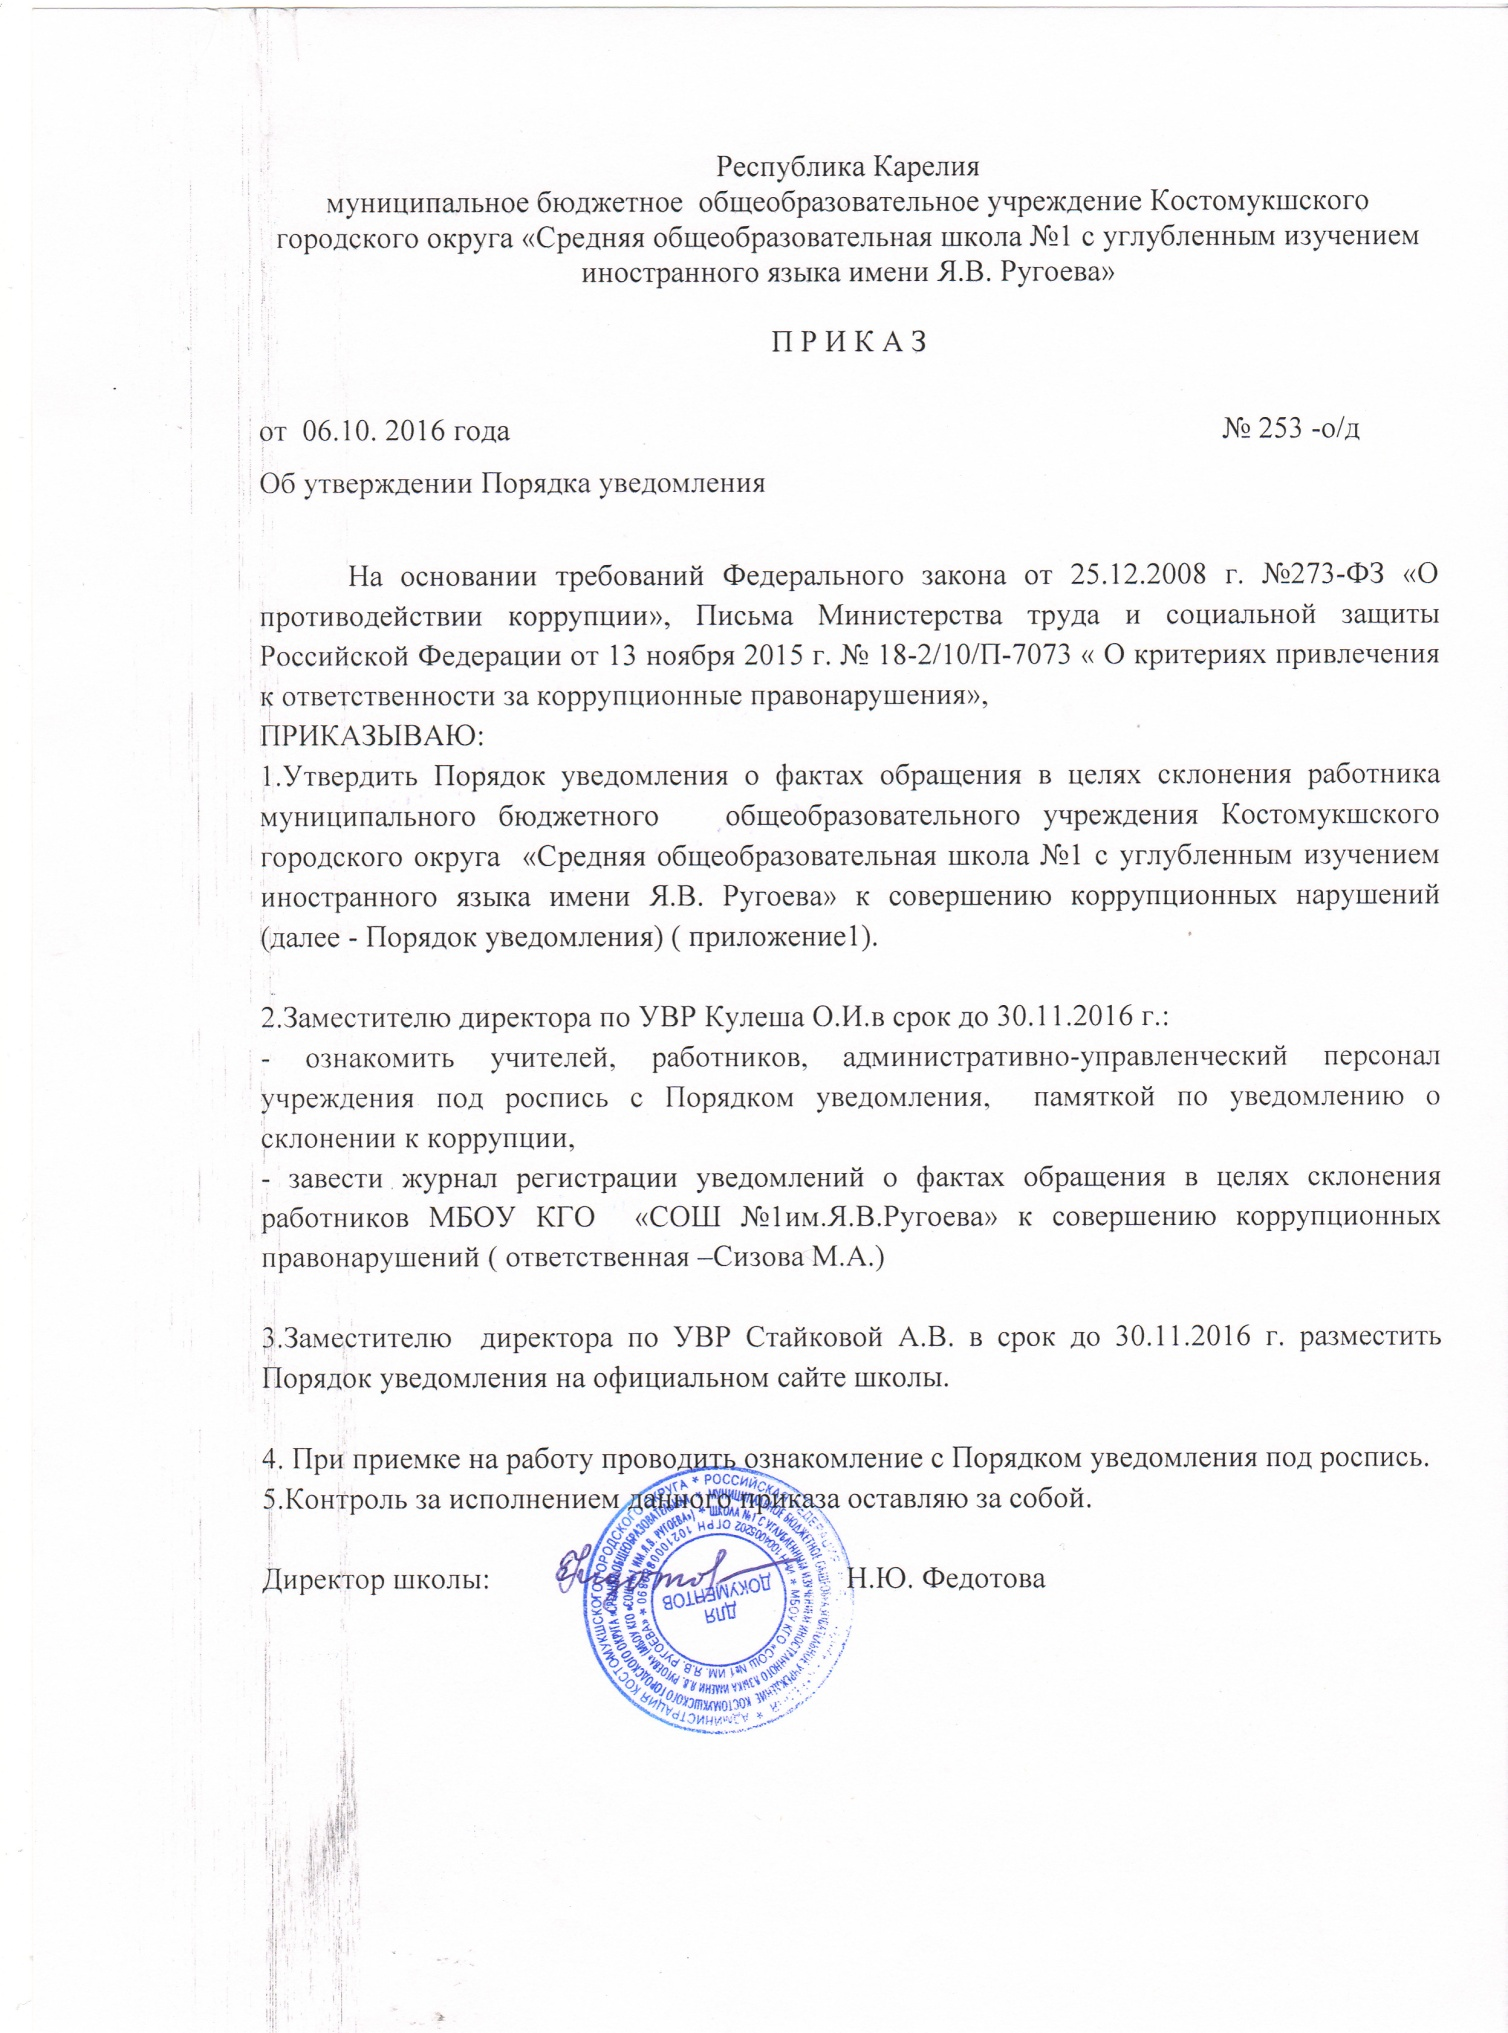 Республика Карелия
муниципальное бюджетное  общеобразовательное учреждение Костомукшского
городского округа «Средняя общеобразовательная школа №1 с углубленным изучением
иностранного языка имени Я.В. Ругоева»
П Р И К А З
от  06.10. 2016 года № 253 -о/д
Об утверждении Порядка уведомления
На основании требований Федерального закона от 25.12.2008 г. №273-ФЗ «О
противодействии коррупции», Письма Министерства труда и социальной защиты
Российской Федерации от 13 ноября 2015 г. № 18-2/10/П-7073 « О критериях привлечения
к ответственности за коррупционные правонарушения»,
ПРИКАЗЫВАЮ:
1.Утвердить Порядок уведомления о фактах обращения в целях склонения работника
муниципального бюджетного  общеобразовательного учреждения Костомукшского
городского округа  «Средняя общеобразовательная школа №1 с углубленным изучением
иностранного языка имени Я.В. Ругоева» к совершению коррупционных нарушений
(далее - Порядок уведомления) ( приложение1).
2.Заместителю директора по УВР Кулеша О.И.в срок до 30.11.2016 г.:
- ознакомить учителей, работников, административно-управленческий персонал
учреждения под роспись с Порядком уведомления,  памяткой по уведомлению о
склонении к коррупции,
- завести журнал регистрации уведомлений о фактах обращения в целях склонения
работников МБОУ КГО  «СОШ №1им.Я.В.Ругоева» к совершению коррупционных
правонарушений ( ответственная –Сизова М.А.)
3.Заместителю  директора по УВР Стайковой А.В. в срок до 30.11.2016 г. разместить
Порядок уведомления на официальном сайте школы.
4. При приемке на работу проводить ознакомление с Порядком уведомления под роспись.
5.Контроль за исполнением данного приказа оставляю за собой.
Директор школы: Н.Ю. Федотова
ДЛЯ
ДОКУМЕНТОВ